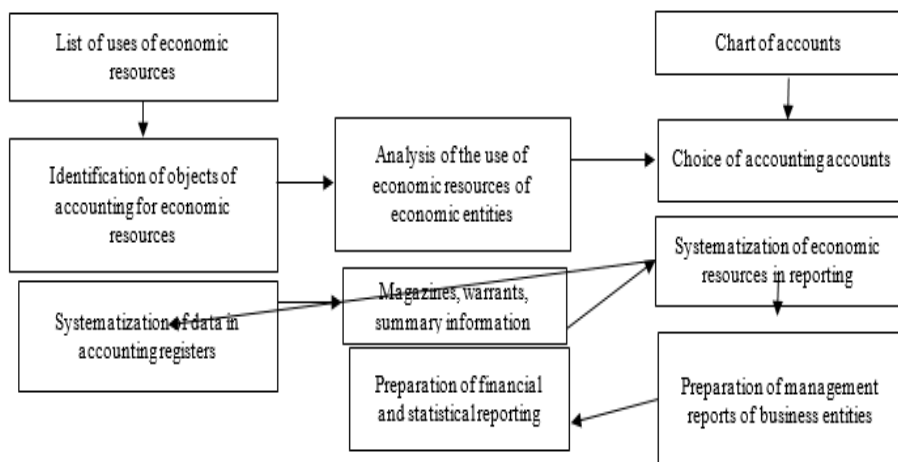 List of uses of economic
resources
Chart of accounts
Identification of objects of
accounting for economic
resources
Analysis of the use of
economic resources of
economic entities
Choice of accounting accounts
Systematization of data in
accounting registers
Magazines, warrants,
summary information
Systematization of economic
resources in reporting
Preparation of financial
and statistical reporting
Preparation of management
reports of business entities